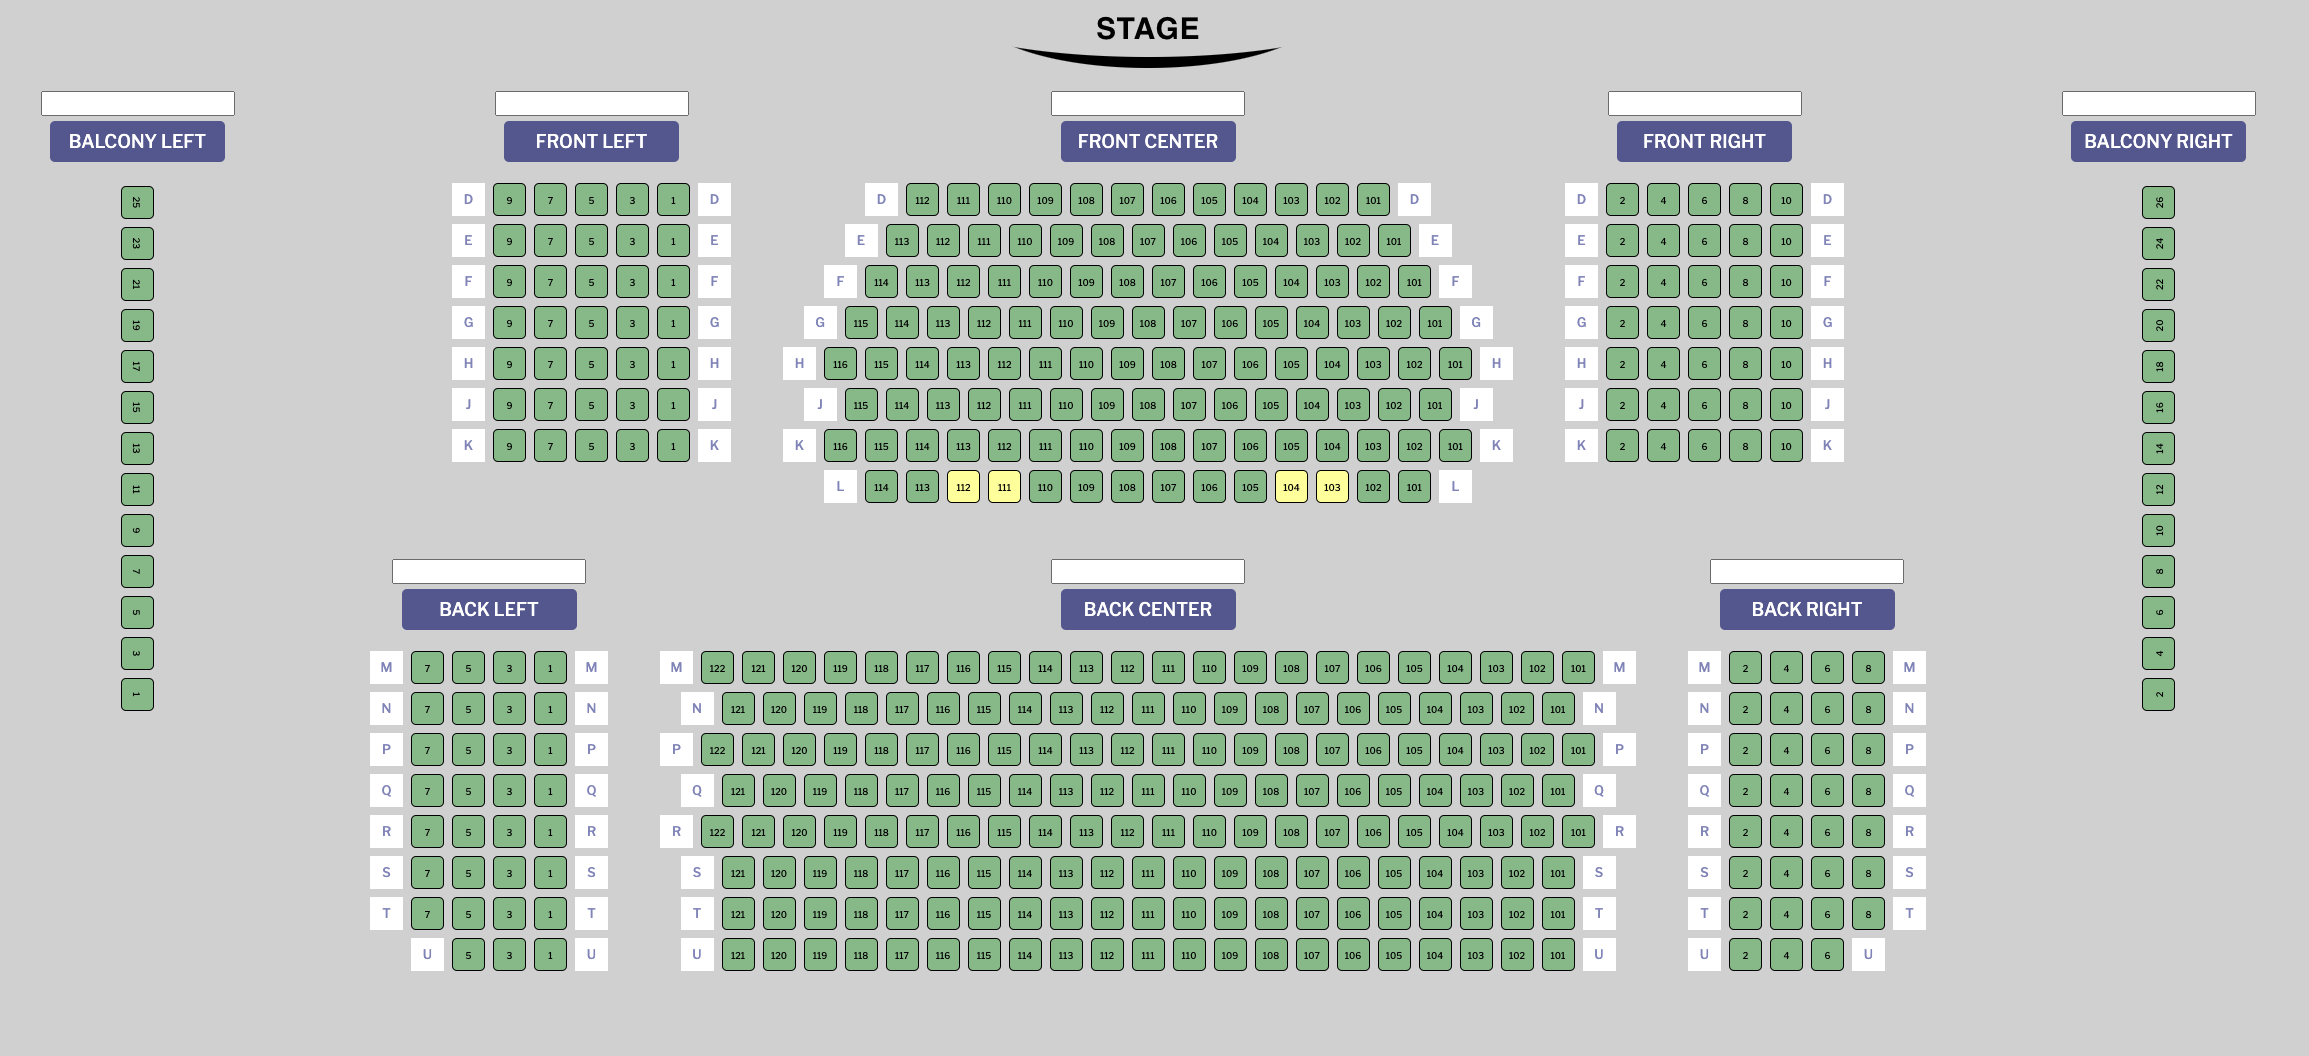 STAGE
BALCONY LEFT
FRONT LEFT
FRONT CENTER
FRONT RIGHT
BALCONY RIGHT
25
23
21
19
17
15
13
11
9
7
5
3
1
D 9 7 5 3 1 D
E 9 7 5 3 1 E
F 9 7 5 3 1 F
G 9 7 5 3 1 G
H 9 7 5 3 1 H
J 9 7 5 3 1 J
K 9 7 5 3 1 K
D 112 111 110 109 108 107 106 105 104 103 102 101 D
E 113 112 111 110 109 108 107 106 105 104 103 102 101 E
F 114 113 112 111 110 109 108 107 106 105 104 103 102 101 F
G 115 114 113 112 111 110 109 108 107 106 105 104 103 102 101 G
H 116 115 114 113 112 111 110 109 108 107 106 105 104 103 102 101 H
J 115 114 113 112 111 110 109 108 107 106 105 104 103 102 101 J
K 116 115 114 113 112 111 110 109 108 107 106 105 104 103 102 101 K
L 114 113 112 111 110 109 108 107 106 105 104 103 102 101 L
D 2 4 6 8 10 D
E 2 4 6 8 10 E
F 2 4 6 8 10 F
G 2 4 6 8 10 G
H 2 4 6 8 10 H
J 2 4 6 8 10 J
K 2 4 6 8 10 K
26
24
22
20
18
16
14
12
10
8
6
4
2
BACK LEFT
BACK CENTER
BACK RIGHT
M 7 5 3 1 M
N 7 5 3 1 N
P 7 5 3 1 P
Q 7 5 3 1 Q
R 7 5 3 1 R
S 7 5 3 1 S
T 7 5 3 1 T
U 5 3 1 U
M 122 121 120 119 118 117 116 115 114 113 112 111 110 109 108 107 106 105 104 103 102 101 M
N 121 120 119 118 117 116 115 114 113 112 111 110 109 108 107 106 105 104 103 102 101 N
P 122 121 120 119 118 117 116 115 114 113 112 111 110 109 108 107 106 105 104 103 102 101 P
Q 121 120 119 118 117 116 115 114 113 112 111 110 109 108 107 106 105 104 103 102 101 Q
R 122 121 120 119 118 117 116 115 114 113 112 111 110 109 108 107 106 105 104 103 102 101 R
S 121 120 119 118 117 116 115 114 113 112 111 110 109 108 107 106 105 104 103 102 101 S
T 121 120 119 118 117 116 115 114 113 112 111 110 109 108 107 106 105 104 103 102 101 T
U 121 120 119 118 117 116 115 114 113 112 111 110 109 108 107 106 105 104 103 102 101 U
M 2 4 6 8 M
N 2 4 6 8 N
P 2 4 6 8 P
Q 2 4 6 8 Q
R 2 4 6 8 R
S 2 4 6 8 S
T 2 4 6 8 T
U 2 4 6 U